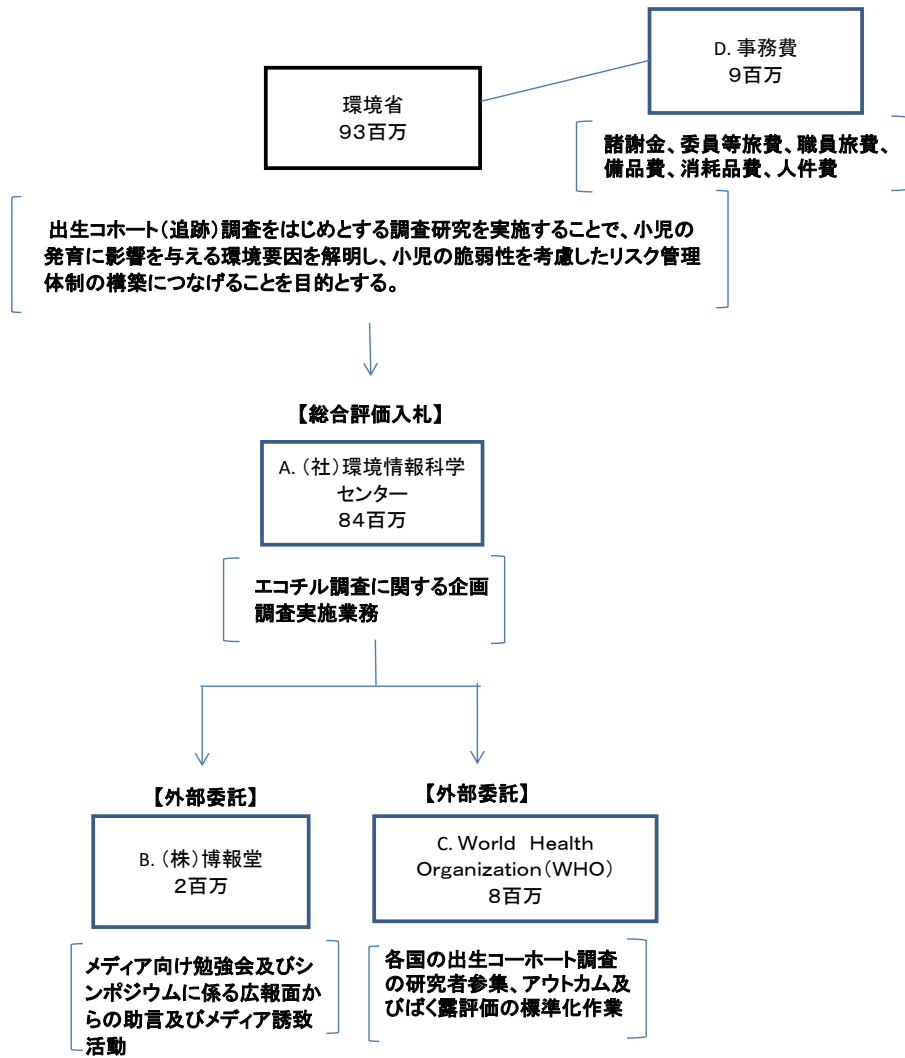 D. 事務費
９百万
環境省
９３百万
諸謝金、委員等旅費、職員旅費、
備品費、消耗品費、人件費
出生コホート（追跡）調査をはじめとする調査研究を実施することで、小児の
発育に影響を与える環境要因を解明し、小児の脆弱性を考慮したリスク管理
体制の構築につなげることを目的とする。
【総合評価入札】
A. （社）環境情報科学
センター
８４百万
エコチル調査に関する企画
調査実施業務
【外部委託】
B. （株）博報堂
２百万
メディア向け勉強会及びシ
ンポジウムに係る広報面か
らの助言及びメディア誘致
活動
【外部委託】
C. World　Health
Organization（WHO）
８百万
各国の出生コーホート調査
の研究者参集、アウトカム及
びばく露評価の標準化作業